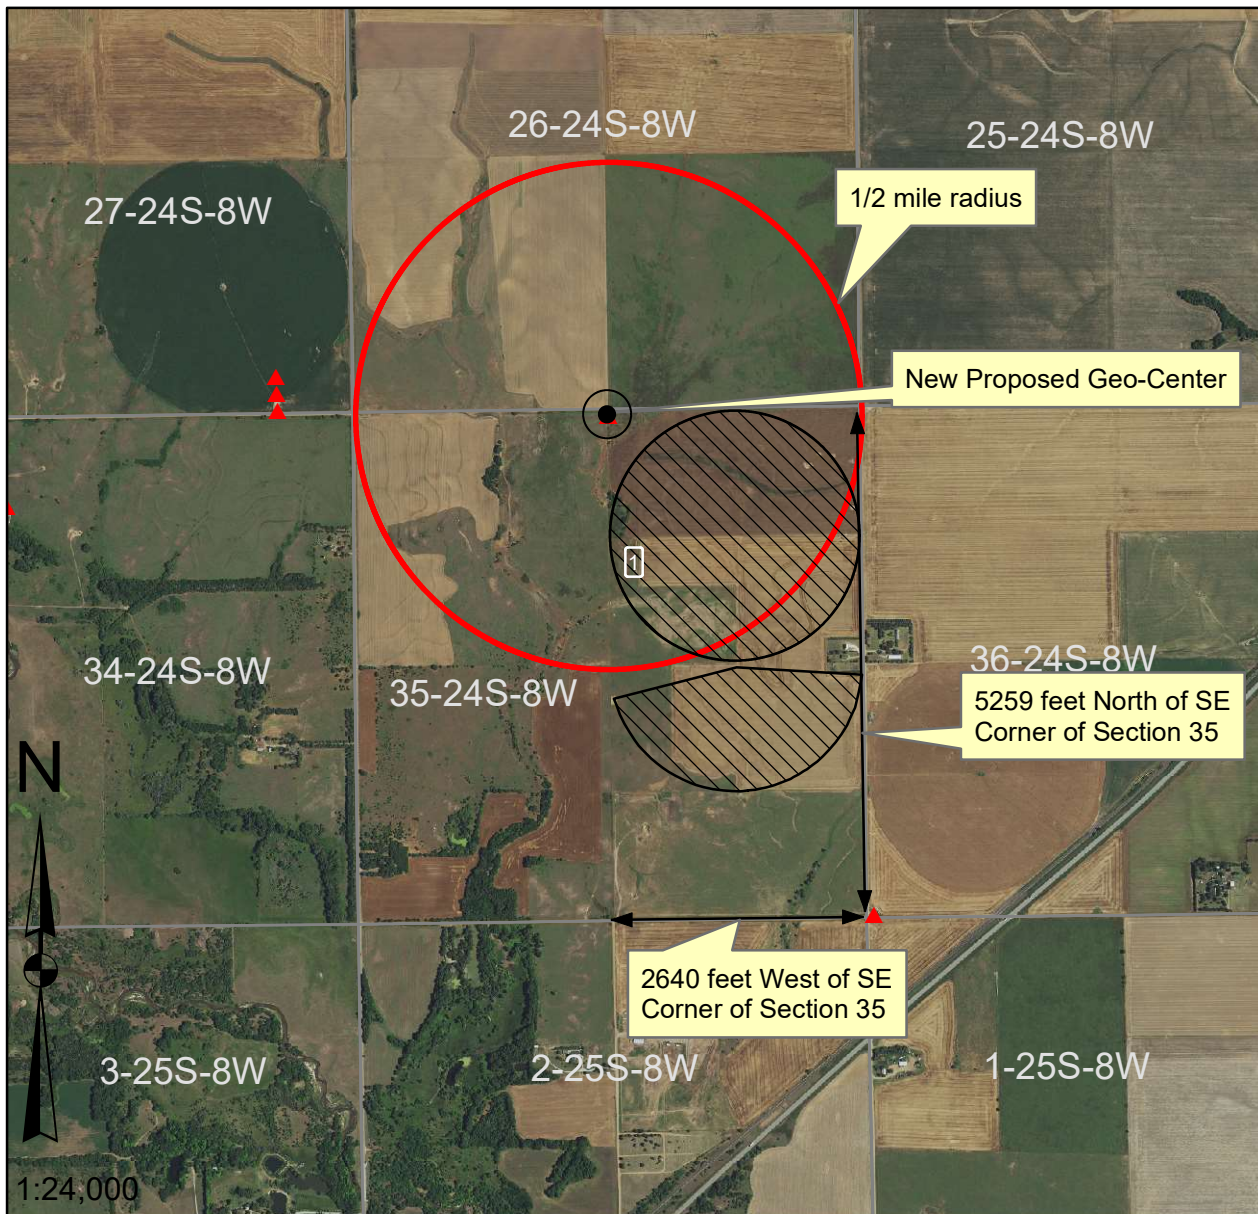 26-24S-8W
25-24S-8W
1/2 mile radius
27-24S-8W
New Proposed Geo-Center
1
34-24S-8W
35-24S-8W
36-24S-8W
5259 feet North of SE
Corner of Section 35
N
2640 feet West of SE
Corner of Section 35
3-25S-8W
2-25S-8W
1-25S-8W
1:24,000